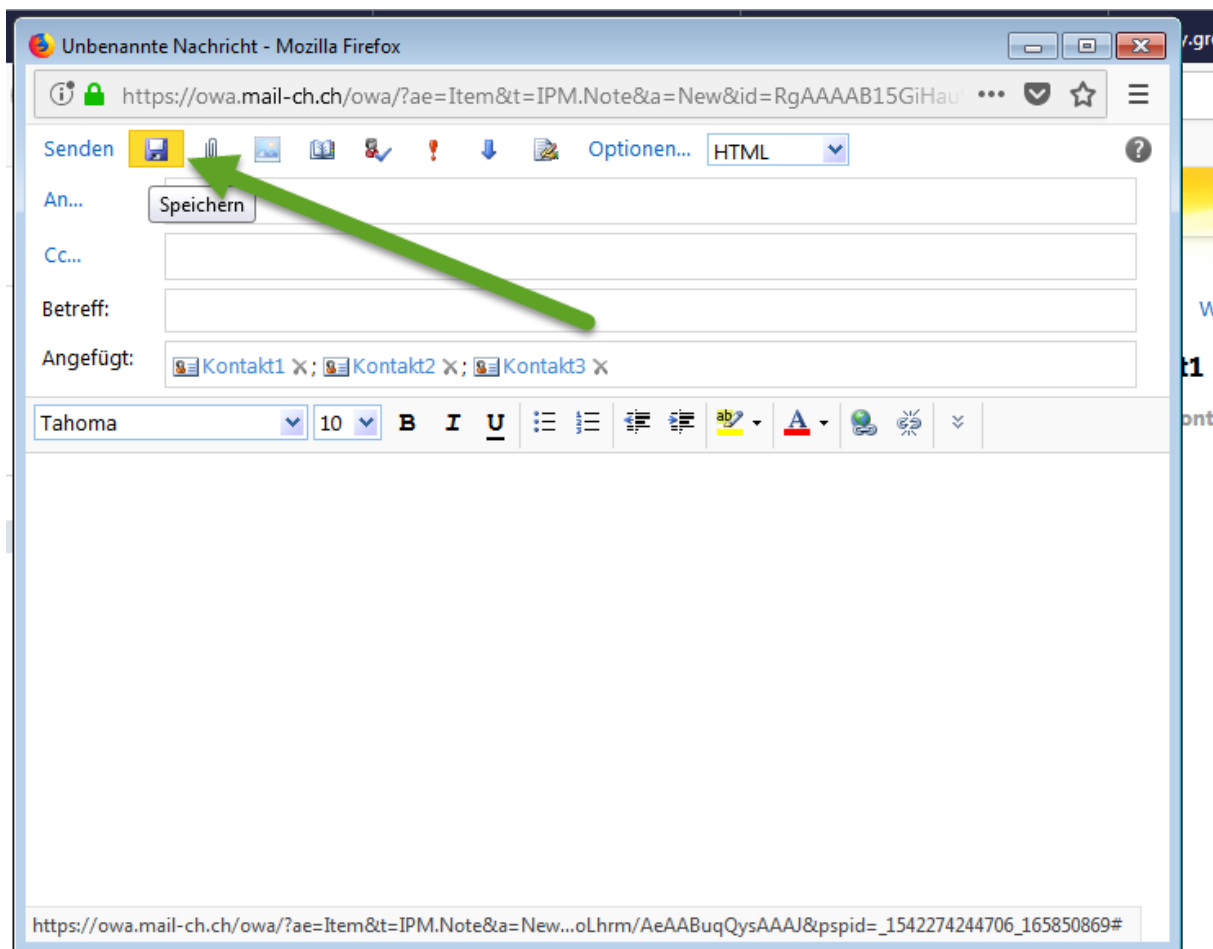 Unbenannte Nachricht - Mozilla Firefox
https://owa.mail-ch.ch/owa/?ae=Item&t=IPM.Note&a=New&id=RgAAAAB15GiHau
Senden Optionen... HTML
An...
Speichern
Cc...
Betreff:
Angefügt: Kontakt1 ; Kontakt2 ; Kontakt3
Tahoma 10 B I U A
https://owa.mail-ch.ch/owa/?ae=Item&t=IPM.Note&a=New...oLhrm/AeAABuqQysAAAJ&pspid=_1542274244706_165850869#